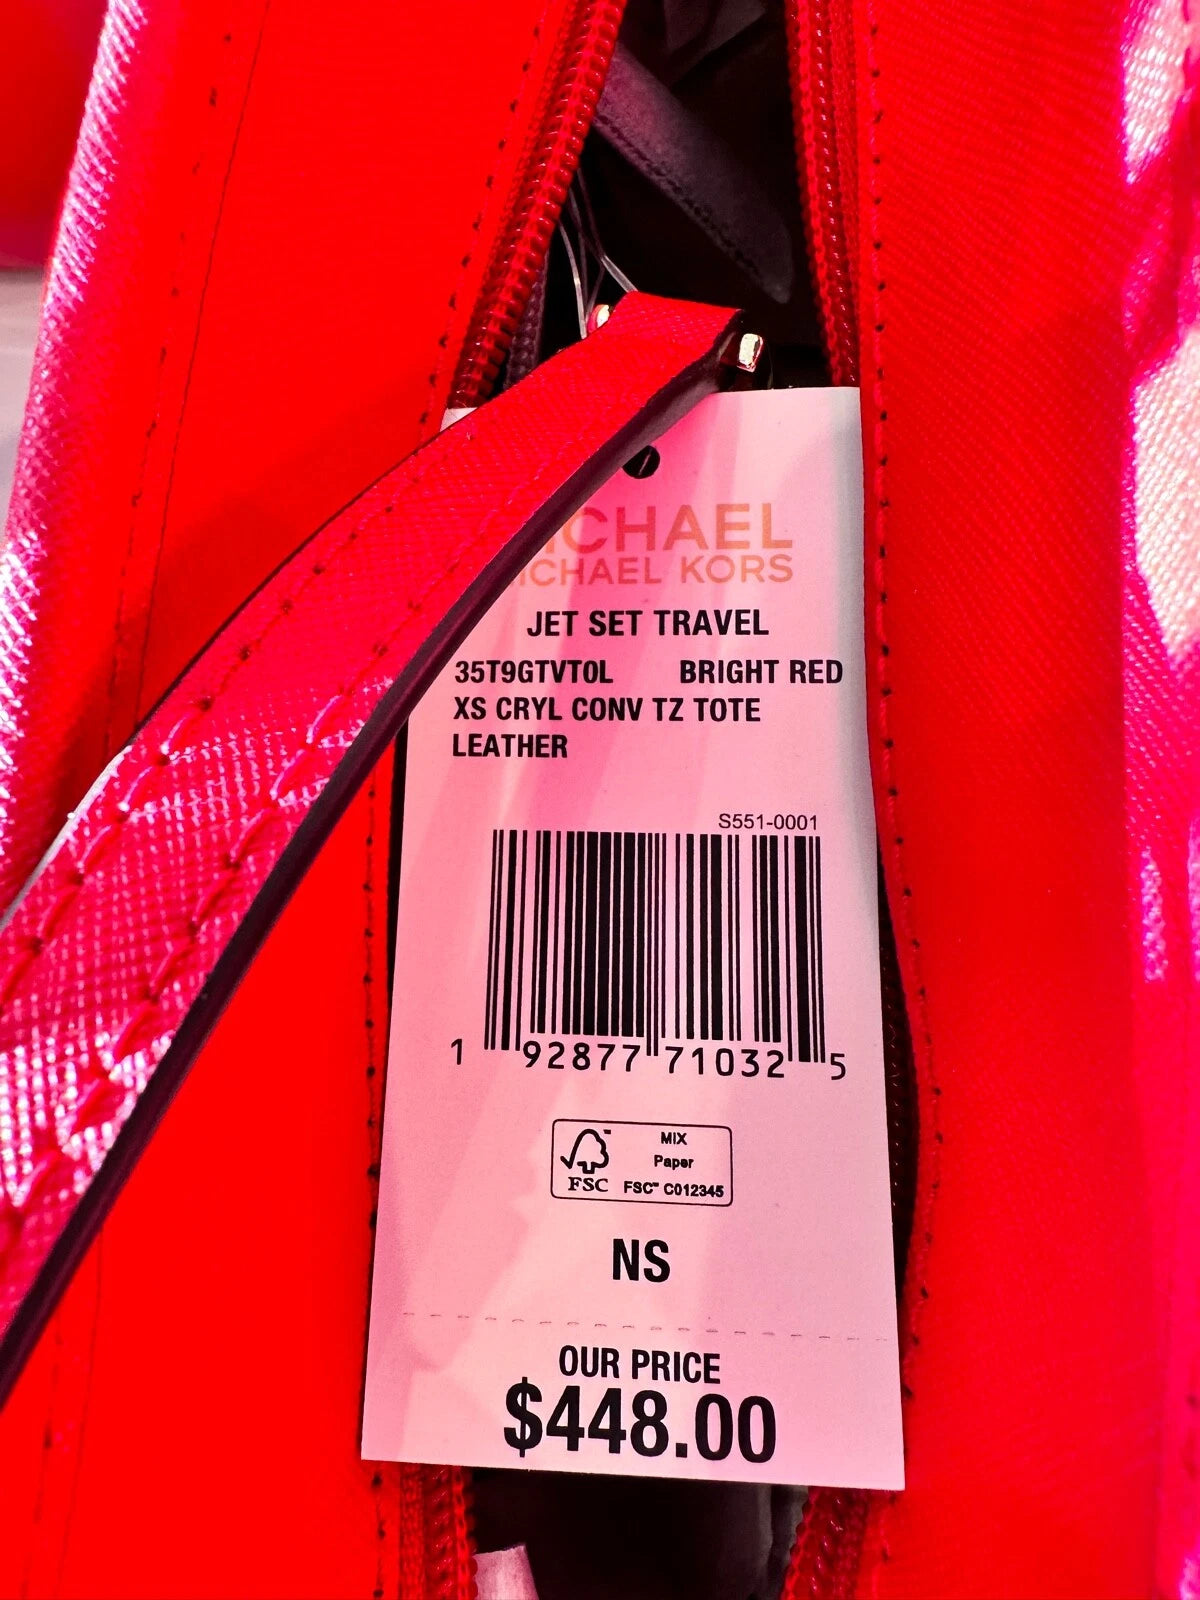 MICHAEL
MICHAEL KORS
JET SET TRAVEL
35T9GTVT0L BRIGHT RED
XS CRYL CONV TZ TOTE
LEATHER
S551-0001
1 92877 71032 5
FSC
MIX
Paper
FSC™ C012345
NS
OUR PRICE
$448.00